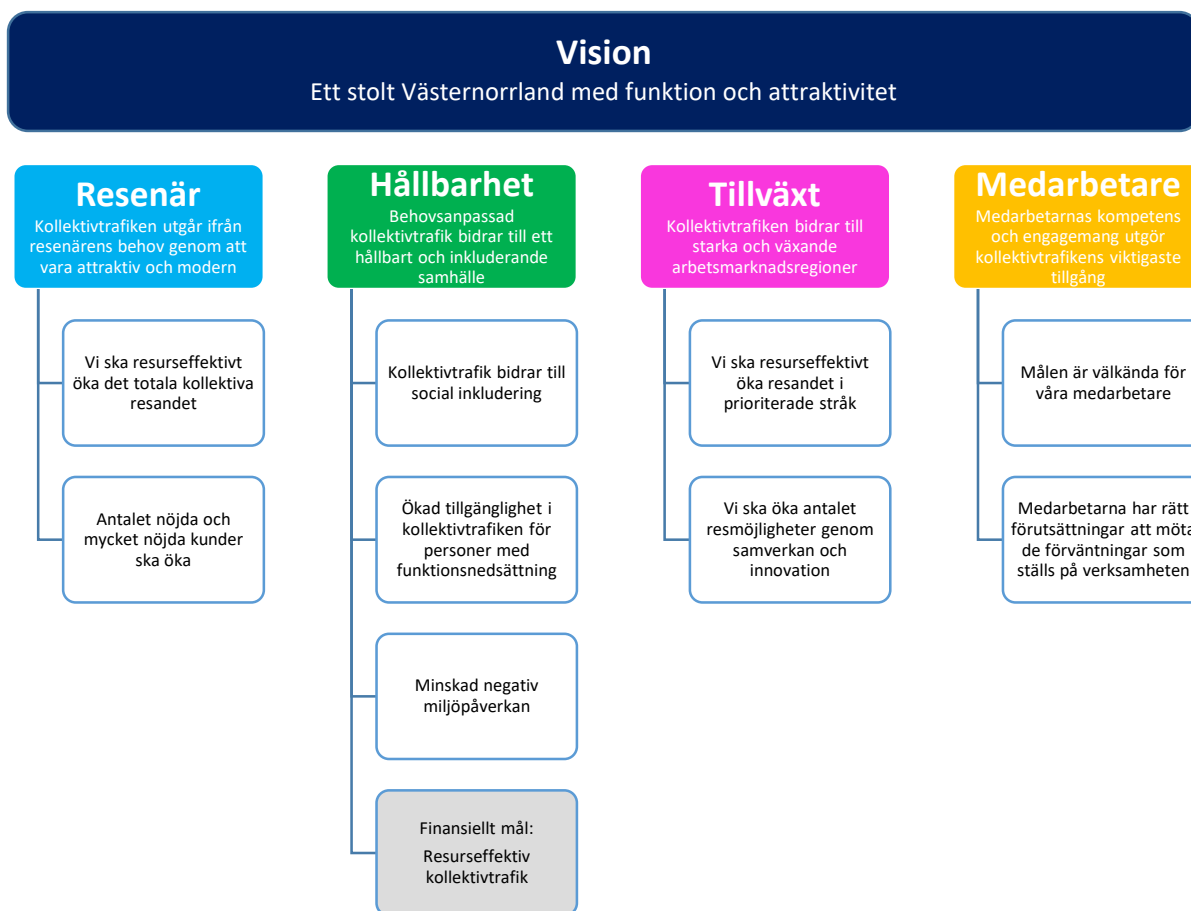 Vision
Ett stolt Västernorrland med funktion och attraktivitet
Resenär
Kollektivtrafiken utgår ifrån
resenärens behov genom att
vara attraktiv och modern
Vi ska resurseffektivt
öka det totala kollektiva
resandet
Antalet nöjda och
mycket nöjda kunder
ska öka
Hållbarhet
Behovsanpassad
kollektivtrafik bidrar till ett
hållbart och inkluderande
samhälle
Kollektivtrafik bidrar till
social inkludering
Ökad tillgänglighet i
kollektivtrafiken för
personer med
funktionsnedsättning
Minskad negativ
miljöpåverkan
Finansiellt mål:
Resurseffektiv
kollektivtrafik
Tillväxt
Kollektivtrafiken bidrar till
starka och växande
arbetsmarknadsregioner
Vi ska resurseffektivt
öka resandet i
prioriterade stråk
Vi ska öka antalet
resmöjligheter genom
samverkan och
innovation
Medarbetare
Medarbetarnas kompetens
och engagemang utgör
kollektivtrafikens viktigaste
tillgång
Målen är välkända för
våra medarbetare
Medarbetarna har rätt
förutsättningar att möta
de förväntningar som
ställs på verksamheten